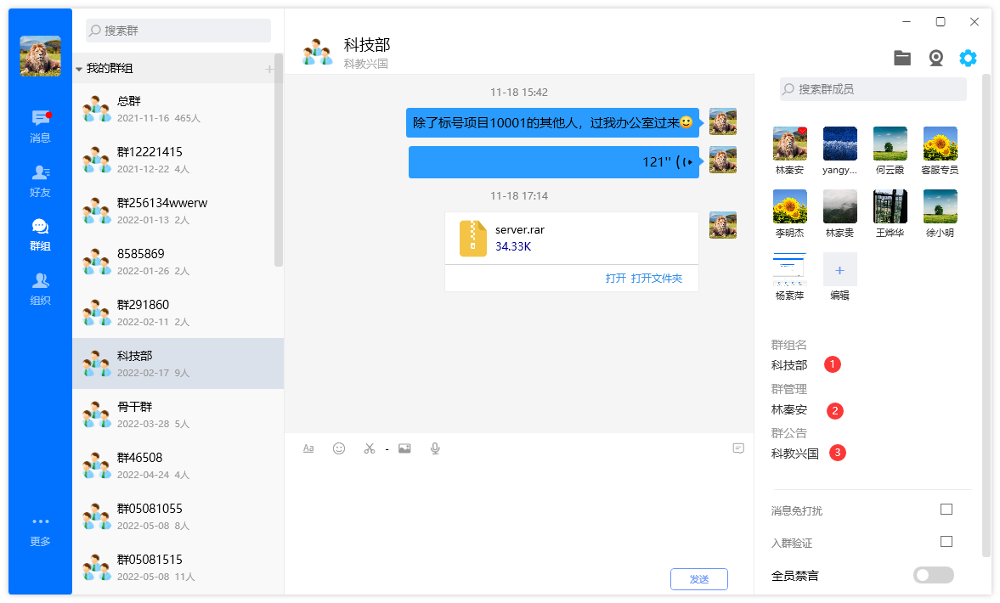 消息
好友
群组
组织
更多
搜索群
我的群组
总群
2021-11-16 465人
群12221415
2021-12-22 4人
群256134wwerw
2022-01-13 2人
8585869
2022-01-26 2人
群291860
2022-02-11 2人
科技部
2022-02-17 9人
骨干群
2022-03-28 5人
群46508
2022-04-24 4人
群05081055
2022-05-08 8人
群05081515
2022-05-08 11人
科技部
科教兴国
11-18 15:42
除了标号项目10001的其他人，过我办公室过来
121''
11-18 17:14
server.rar
34.33K
打开 打开文件夹
Aa
发送
搜索群成员
林秦安 yangy... 何云霞 客服专员
李明杰 林家贵 王烨华 徐小明
杨素萍 编辑
群组名
科技部 1
群管理
林秦安 2
群公告
科教兴国 3
消息免打扰
入群验证
全员禁言